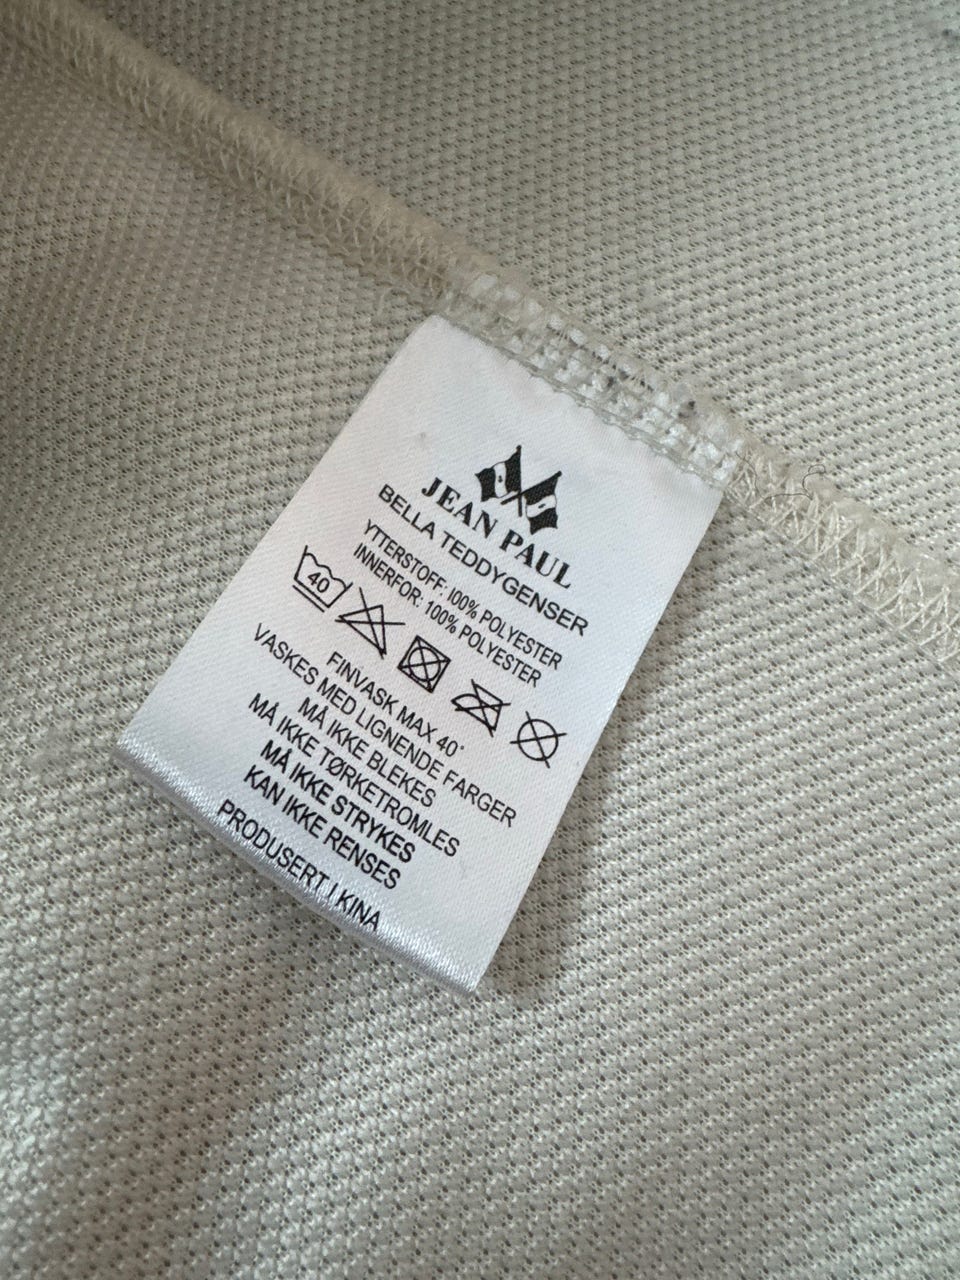 JEAN PAUL
BELLA TEDDYGENSER
YTTERSTOFF: 100% POLYESTER
INNERFOR: 100% POLYESTER
40
FINVASK MAX 40°
VASKES MED LIGNENDE FARGER
MÅ IKKE BLEKES
MÅ IKKE TØRKETROMLES
MÅ IKKE STRYKES
KAN IKKE RENSES
PRODUSERT I KINA